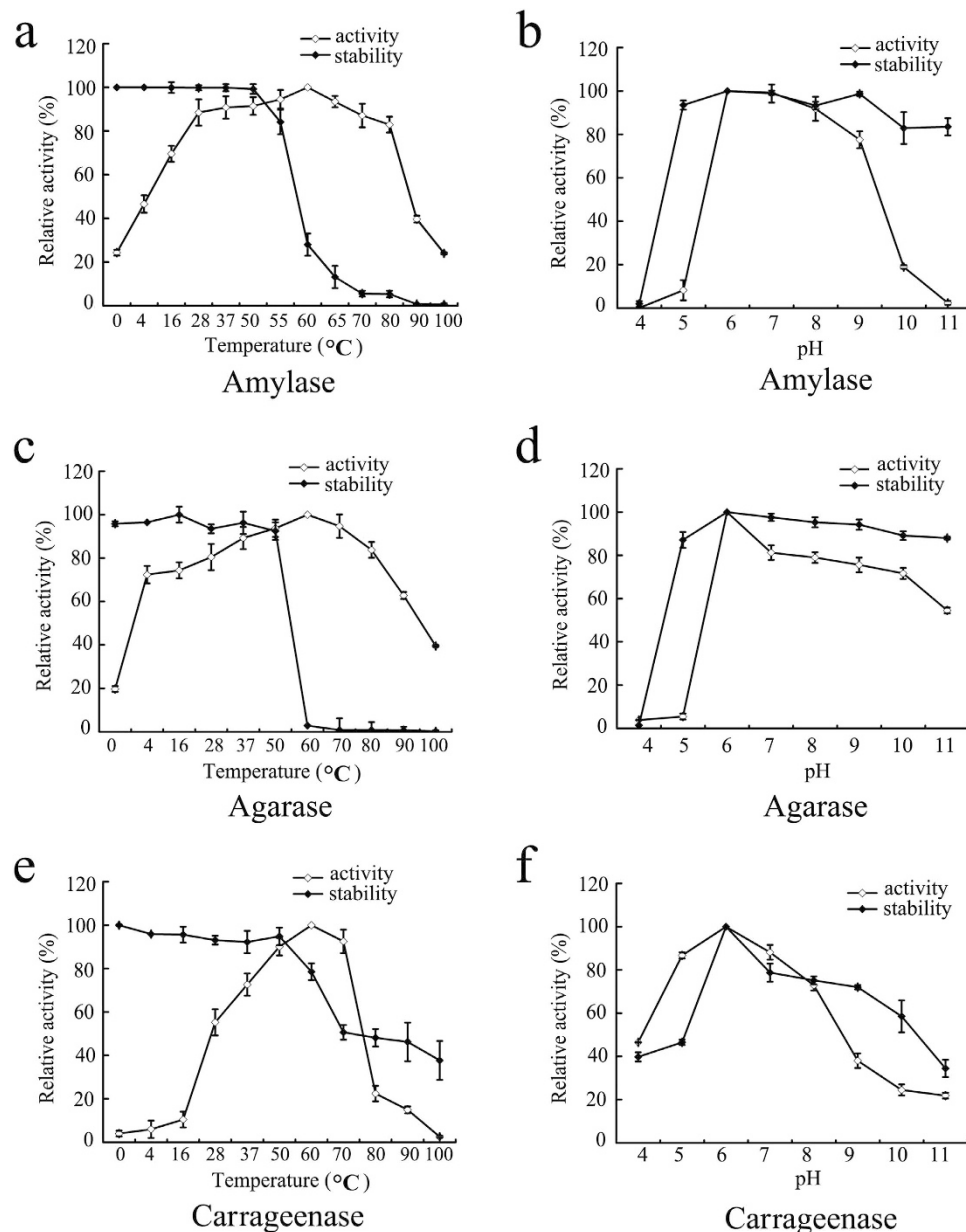 a
activity
stability
120
100
80
60
40
20
0
Relative activity (%)
0 4 16 28 37 50 55 60 65 70 80 90 100
Temperature (°C)
Amylase
b
activity
stability
120
100
80
60
40
20
0
Relative activity (%)
4 5 6 7 8 9 10 11
pH
Amylase
c
activity
stability
120
100
80
60
40
20
0
Relative activity (%)
0 4 16 28 37 50 60 70 80 90 100
Temperature (°C)
Agarase
d
activity
stability
120
100
80
60
40
20
0
Relative activity (%)
4 5 6 7 8 9 10 11
pH
Agarase
e
activity
stability
120
100
80
60
40
20
0
Relative activity (%)
0 4 16 28 37 50 60 70 80 90 100
Temperature (°C)
Carrageenase
f
activity
stability
120
100
80
60
40
20
0
Relative activity (%)
4 5 6 7 8 9 10 11
pH
Carrageenase